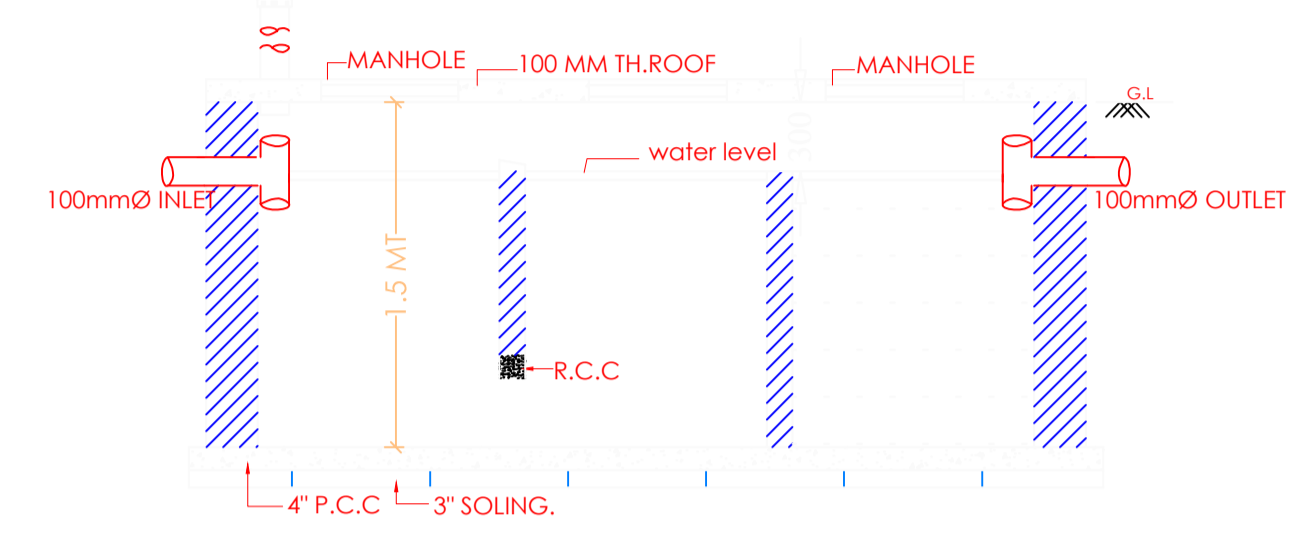 MANHOLE
100 MM TH.ROOF
MANHOLE
G.L
300
water level
100mmØ INLET
100mmØ OUTLET
1.5 MT
R.C.C
4" P.C.C
3" SOLING.